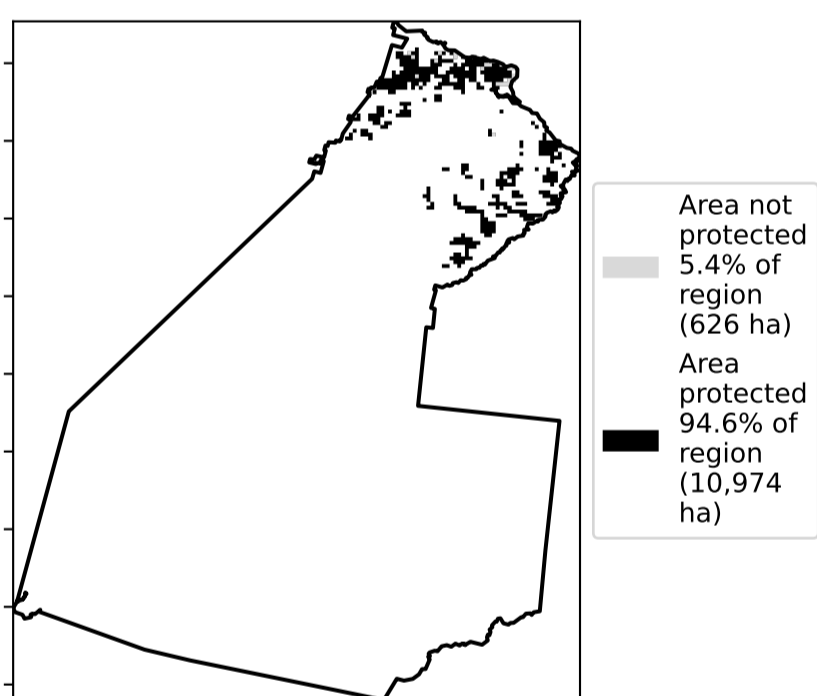 Area not
protected
5.4% of
region
(626 ha)
Area
protected
94.6% of
region
(10,974
ha)